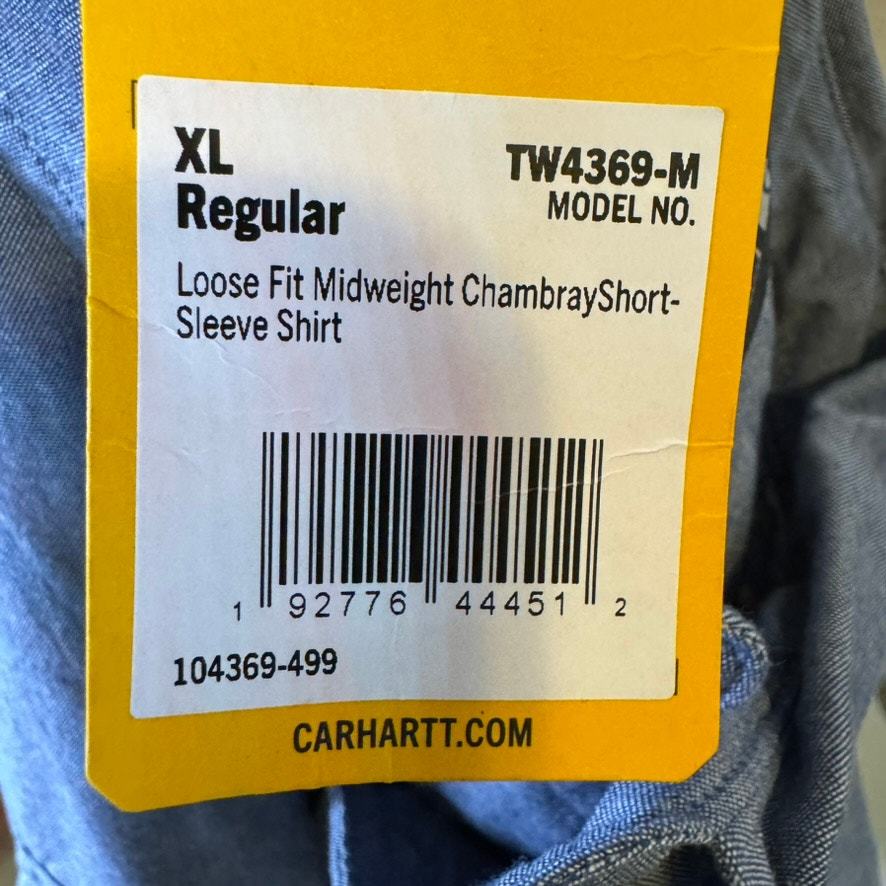 XL
Regular
TW4369-M
MODEL NO.
Loose Fit Midweight ChambrayShort-
Sleeve Shirt
1 92776 44451 2
104369-499
CARHARTT.COM